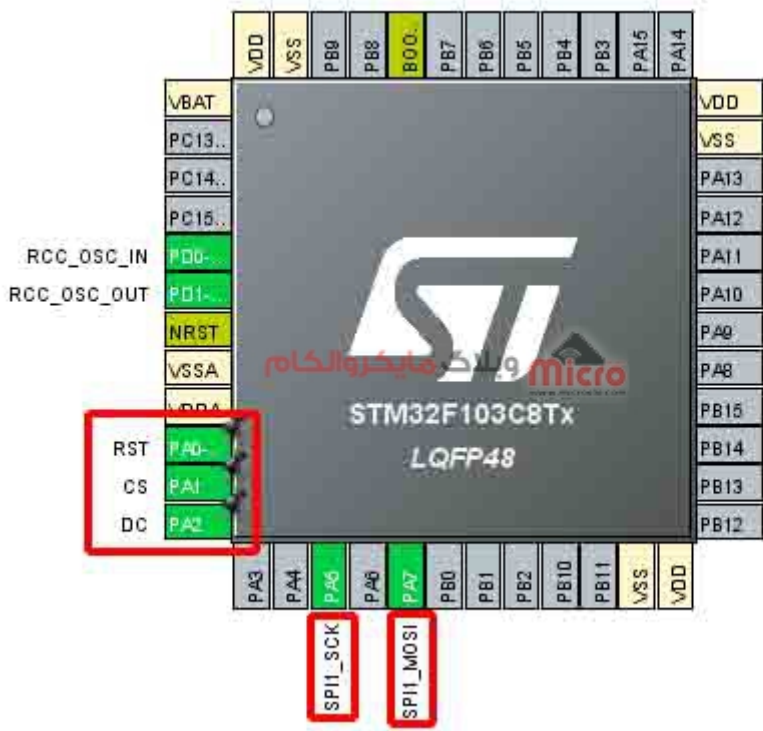 VDD VSS PB9 PB8 BOO.. PB7 PB6 PB5 PB4 PB3 PA15 PA14
VBAT
PC13..
PC14..
PC15..
RCC_OSC_IN PD0-...
RCC_OSC_OUT PD1-...
NRST
VSSA
VDDA
RST PA0-..
CS PA1
DC PA2
VDD
VSS
PA13
PA12
PA11
PA10
PA9
PA8
PB15
PB14
PB13
PB12
ST
وبلاگ مایکروالکام
micro
STM32F103C8Tx
LQFP48
PA3 PA4 PA5 PA6 PA7 PB0 PB1 PB2 PB10 PB11 VSS VDD
SPI1_SCK
SPI1_MOSI